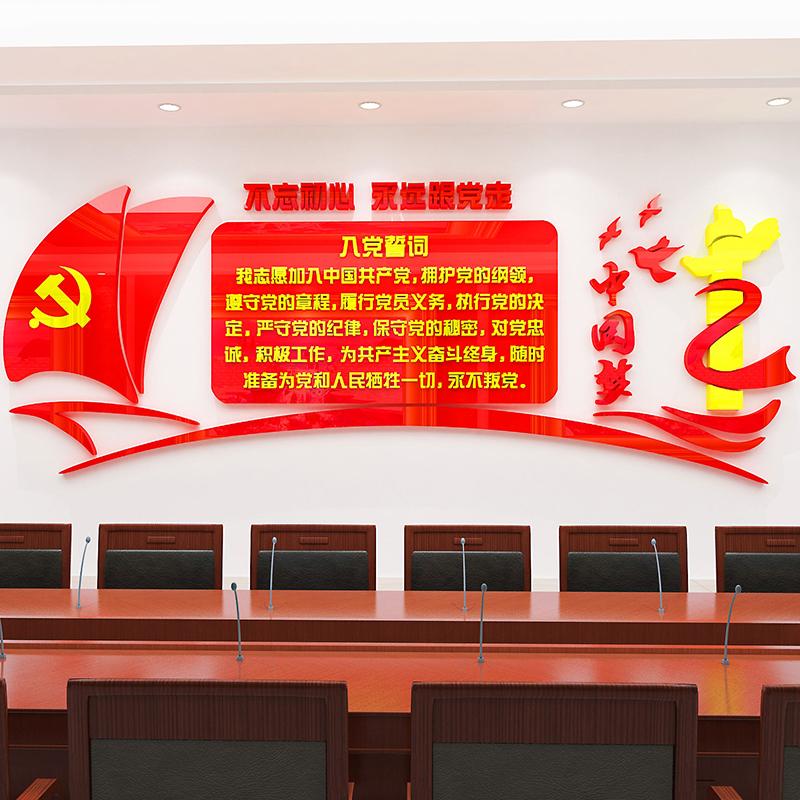 不忘初心 永远跟党走
入党誓词
我志愿加入中国共产党，拥护党的纲领，
遵守党的章程，履行党员义务，执行党的决
定，严守党的纪律，保守党的秘密，对党忠
诚，积极工作，为共产主义奋斗终身，随时
准备为党和人民牺牲一切，永不叛党。
中国梦